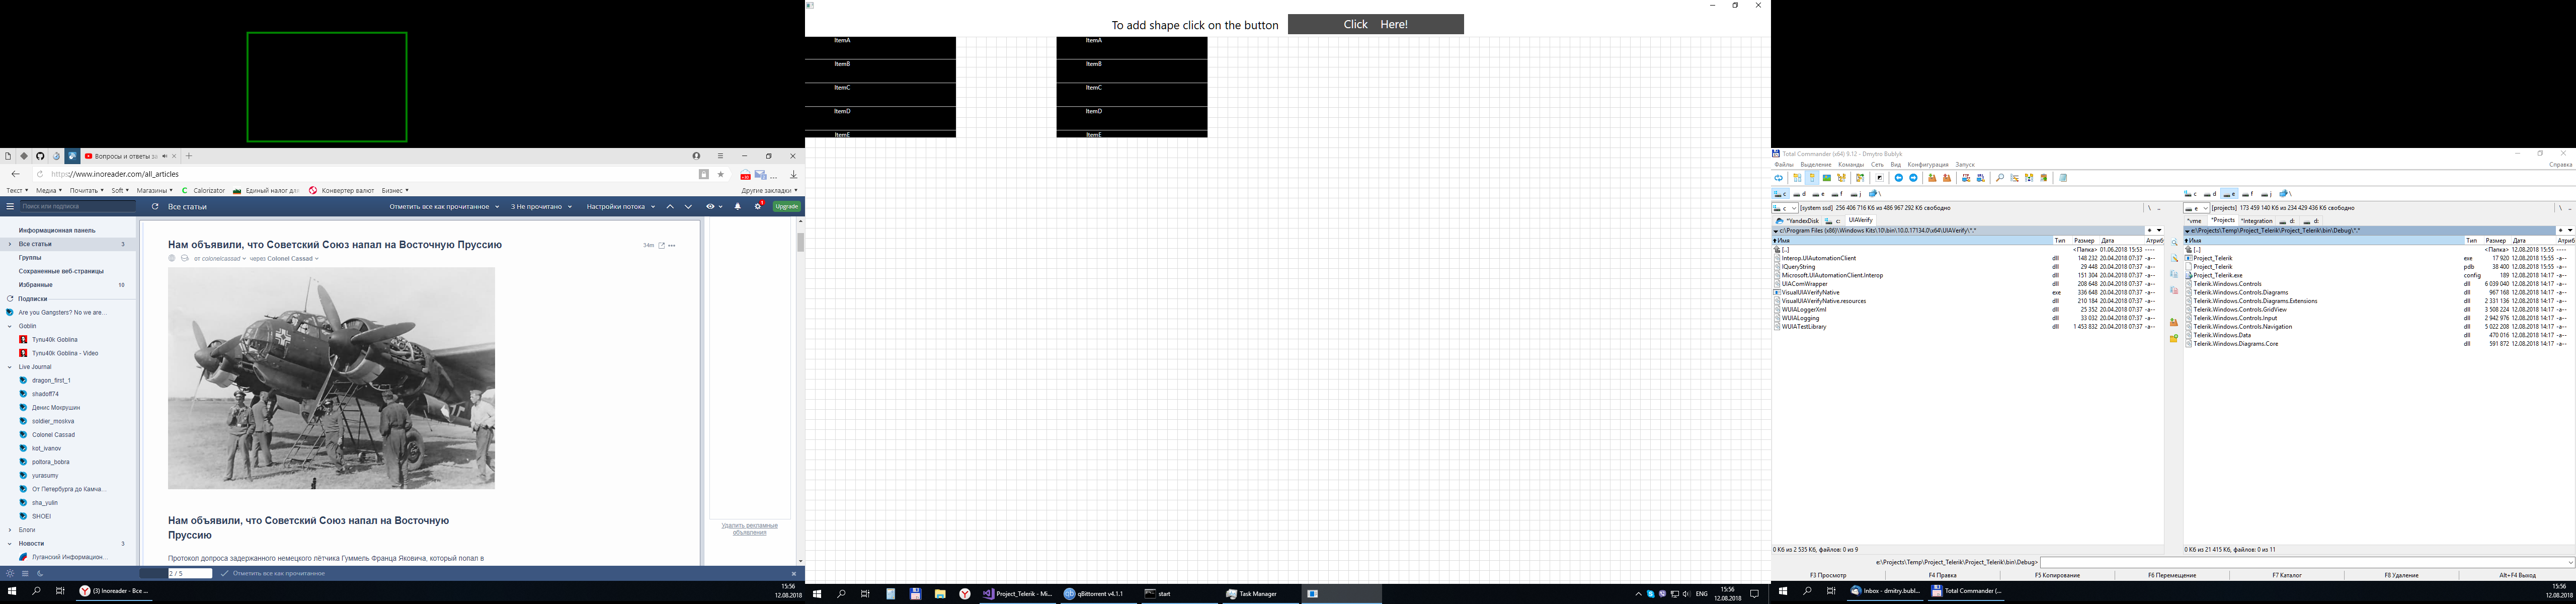 Вопросы и ответы за
https://www.inoreader.com/all_articles
Текст
Медиа
Почитать
Soft
Магазины
Calorizator
Единый налог для
Конвертер валют
Бизнес
Другие закладки
Поиск или подписка
Все статьи
Отметить все как прочитанное
3 Не прочитано
Настройки потока
Upgrade
Информационная панель
Все статьи 3
Группы
Сохраненные веб-страницы
Избранные 10
Подписки
Are you Gangsters? No we are...
Goblin
Tynu40k Goblina
Tynu40k Goblina - Video
Live Journal
dragon_first_1
shadoff74
Денис Мокрушин
soldier_moskva
Colonel Cassad
kot_ivanov
poltora_bobra
yurasumy
От Петербурга до Камча...
sha_yulin
SHOEI
Блоги
Новости 3
Луганский Информацион...
Нам объявили, что Советский Союз напал на Восточную Пруссию
34m
от colonelcassad
через Colonel Cassad
Нам объявили, что Советский Союз напал на Восточную
Пруссию
Протокол допроса задержанного немецкого лётчика Гуммель Франца Яковича, который попал в
Удалить рекламные
объявления
2 / 5
Отметить все как прочитанное
(3) Inoreader - Все ...
15:56
12.08.2018
To add shape click on the button
Click Here!
ItemA
ItemB
ItemC
ItemD
ItemE
ItemA
ItemB
ItemC
ItemD
ItemE
Project_Telerik - Mi...
qBittorrent v4.1.1
start
Task Manager
ENG
15:56
12.08.2018
Total Commander (x64) 9.12 - Dmytro Bublyk
Файлы Выделение Команды Сеть Вид Конфигурация Запуск Справка
c d e f j \
c [system ssd] 256 406 716 Кб из 486 967 292 Кб свободно \ ..
*YandexDisk c: UIAVerify
c:\Program Files (x86)\Windows Kits\10\bin\10.0.17134.0\x64\UIAVerify\*.*
Имя Тип Размер Дата Атриб
[..] <Папка> 01.06.2018 15:53 ----
Interop.UIAutomationClient dll 148 232 20.04.2018 07:37 -a--
IQueryString dll 29 448 20.04.2018 07:37 -a--
Microsoft.UIAutomationClient.Interop dll 151 304 20.04.2018 07:37 -a--
UIAComWrapper dll 208 648 20.04.2018 07:37 -a--
VisualUIAVerifyNative exe 336 648 20.04.2018 07:37 -a--
VisualUIAVerifyNative.resources dll 210 184 20.04.2018 07:37 -a--
WUIALoggerXml dll 25 352 20.04.2018 07:37 -a--
WUIALogging dll 33 032 20.04.2018 07:37 -a--
WUIATestLibrary dll 1 453 832 20.04.2018 07:37 -a--
0 Кб из 2 535 Кб, файлов: 0 из 9
c d e f j \
e [projects] 173 459 140 Кб из 234 429 436 Кб свободно \ ..
*vme *Projects *Integration d: d:
e:\Projects\Temp\Project_Telerik\Project_Telerik\bin\Debug\*.*
Имя Тип Размер Дата Атриб
[..] <Папка> 12.08.2018 15:55 ----
Project_Telerik exe 17 920 12.08.2018 15:55 -a--
Project_Telerik pdb 38 400 12.08.2018 15:55 -a--
Project_Telerik.exe config 189 12.08.2018 14:17 -a--
Telerik.Windows.Controls dll 6 039 040 12.08.2018 14:17 -a--
Telerik.Windows.Controls.Diagrams dll 967 168 12.08.2018 14:17 -a--
Telerik.Windows.Controls.Diagrams.Extensions dll 2 331 136 12.08.2018 14:17 -a--
Telerik.Windows.Controls.GridView dll 3 508 224 12.08.2018 14:17 -a--
Telerik.Windows.Controls.Input dll 2 942 976 12.08.2018 14:17 -a--
Telerik.Windows.Controls.Navigation dll 5 022 208 12.08.2018 14:17 -a--
Telerik.Windows.Data dll 470 016 12.08.2018 14:17 -a--
Telerik.Windows.Diagrams.Core dll 591 872 12.08.2018 14:17 -a--
0 Кб из 21 415 Кб, файлов: 0 из 11
e:\Projects\Temp\Project_Telerik\Project_Telerik\bin\Debug>
F3 Просмотр F4 Правка F5 Копирование F6 Перемещение F7 Каталог F8 Удаление Alt+F4 Выход
Inbox - dmitry.bubl...
Total Commander (...
15:56
12.08.2018